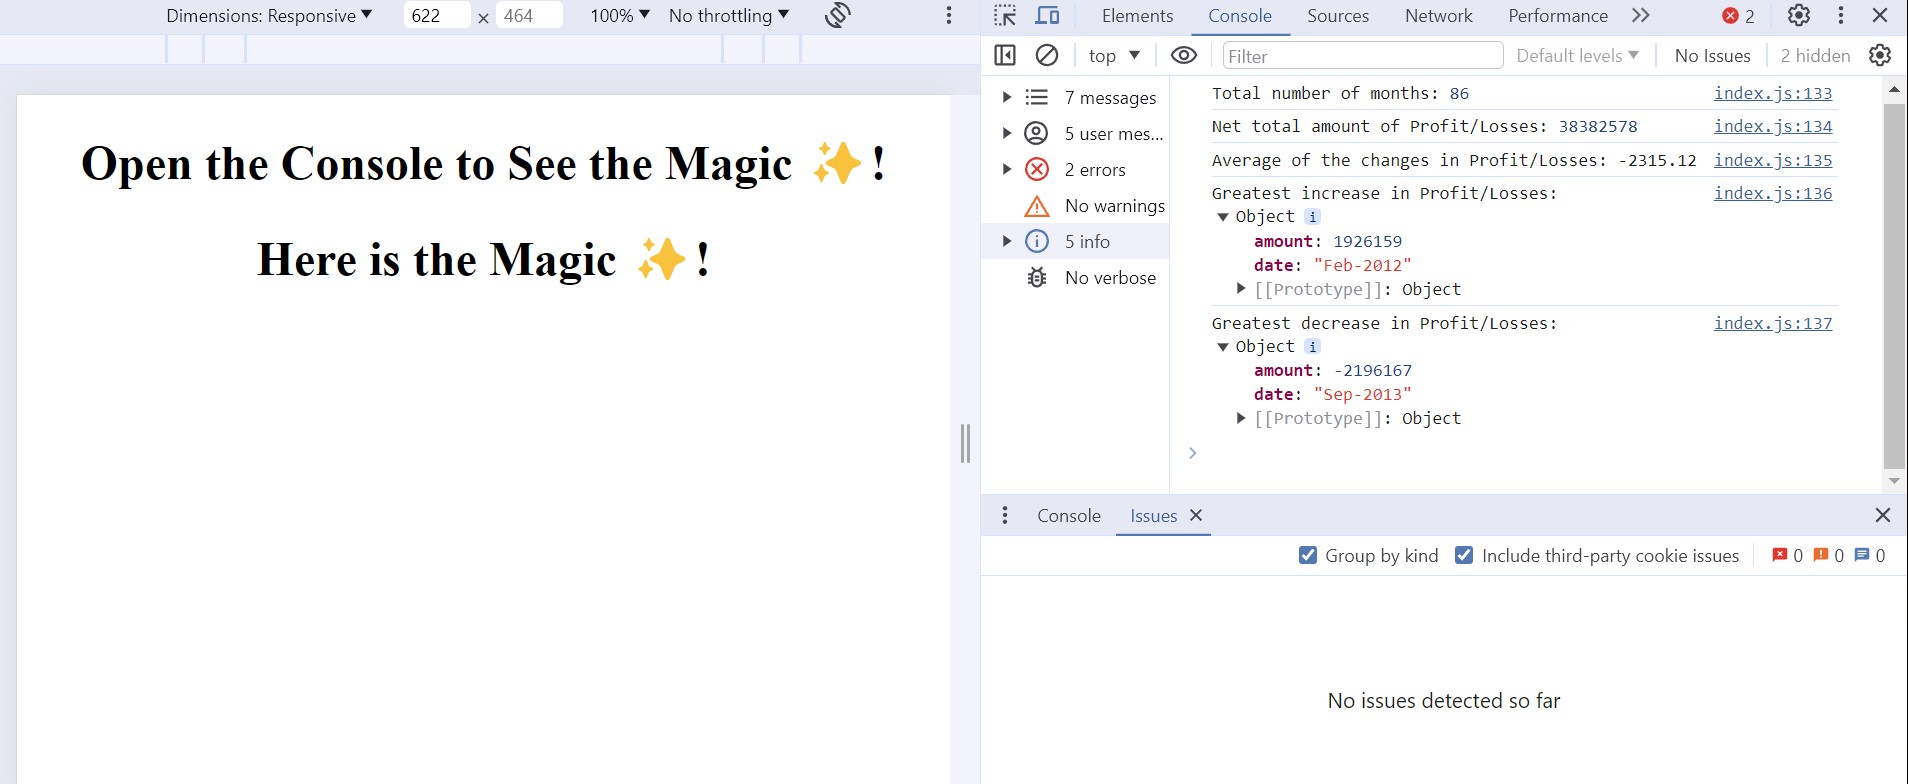 Dimensions: Responsive ▼ 622 × 464 100% ▼ No throttling ▼
Open the Console to See the Magic ✨!
Here is the Magic ✨!
Elements Console Sources Network Performance 2
top ▼ Filter Default levels ▼ No Issues 2 hidden
7 messages
5 user mes...
2 errors
No warnings
5 info
No verbose
Total number of months: 86 index.js:133
Net total amount of Profit/Losses: 38382578 index.js:134
Average of the changes in Profit/Losses: -2315.12 index.js:135
Greatest increase in Profit/Losses: index.js:136
▼ Object i
amount: 1926159
date: "Feb-2012"
▶ [[Prototype]]: Object
Greatest decrease in Profit/Losses: index.js:137
▼ Object i
amount: -2196167
date: "Sep-2013"
▶ [[Prototype]]: Object
Console Issues
Group by kind Include third-party cookie issues 0 0 0
No issues detected so far